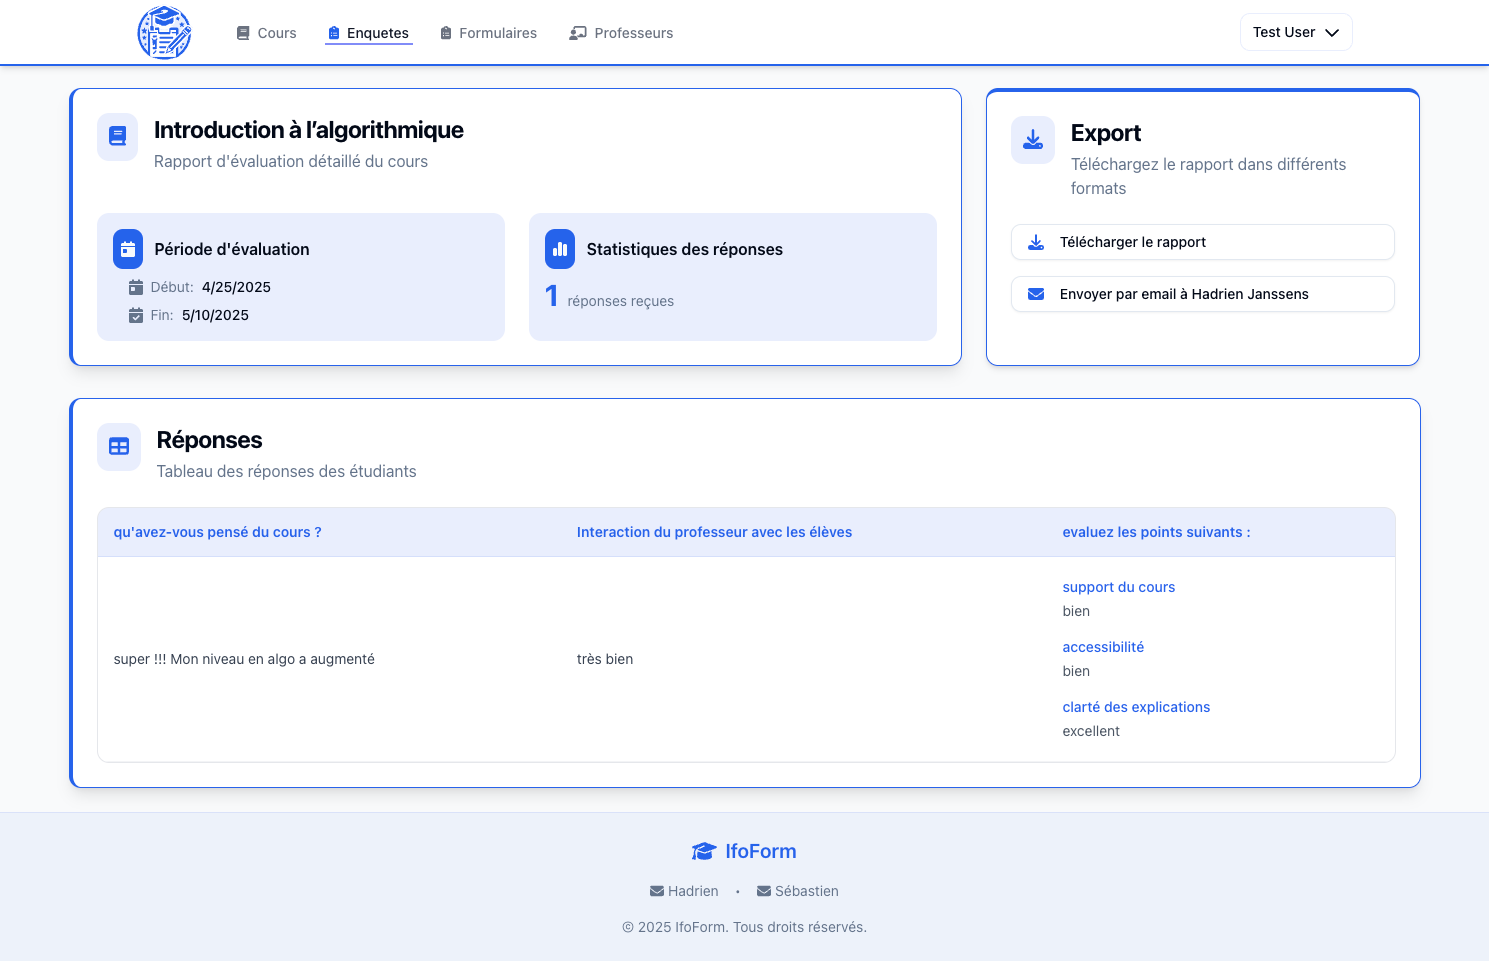 Cours
Enquetes
Formulaires
Professeurs
Test User
Introduction à l’algorithmique
Rapport d'évaluation détaillé du cours
Période d'évaluation
Début: 4/25/2025
Fin: 5/10/2025
Statistiques des réponses
1 réponses reçues
Export
Téléchargez le rapport dans différents
formats
Télécharger le rapport
Envoyer par email à Hadrien Janssens
Réponses
Tableau des réponses des étudiants
qu'avez-vous pensé du cours ?
Interaction du professeur avec les élèves
evaluez les points suivants :
super !!! Mon niveau en algo a augmenté
très bien
support du cours
bien
accessibilité
bien
clarté des explications
excellent
IfoForm
Hadrien • Sébastien
© 2025 IfoForm. Tous droits réservés.